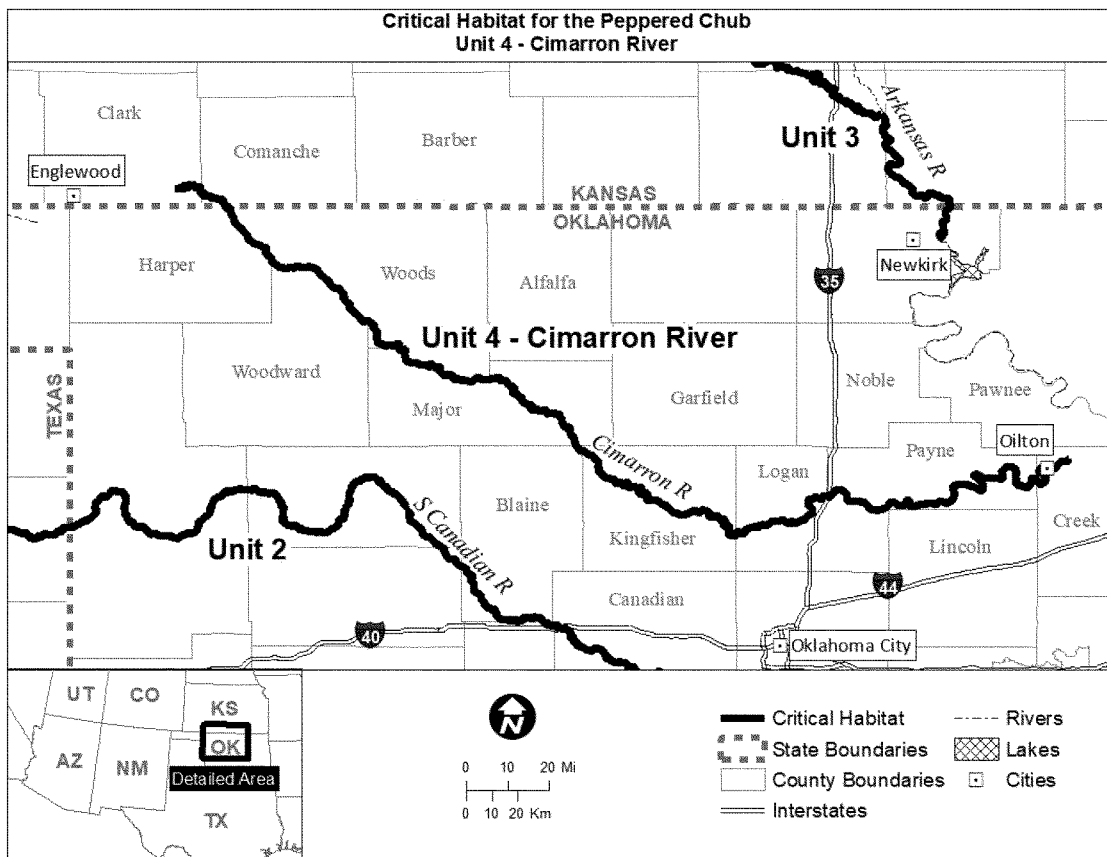 Critical Habitat for the Peppered Chub
Unit 4 - Cimarron River
Clark
Comanche
Barber
Unit 3
Arkansas R
Englewood
KANSAS
OKLAHOMA
Harper
Woods
Alfalfa
Newkirk
35
Unit 4 - Cimarron River
TEXAS
Woodward
Major
Garfield
Noble
Pawnee
Oilton
Cimarron R
Logan
Payne
S Canadian R
Blaine
Unit 2
Kingfisher
Lincoln
Creek
Canadian
44
40
Oklahoma City
UT
CO
KS
OK
AZ
NM
Detailed Area
TX
N
0 10 20 Mi
0 10 20 Km
Critical Habitat
State Boundaries
County Boundaries
Interstates
Rivers
Lakes
Cities